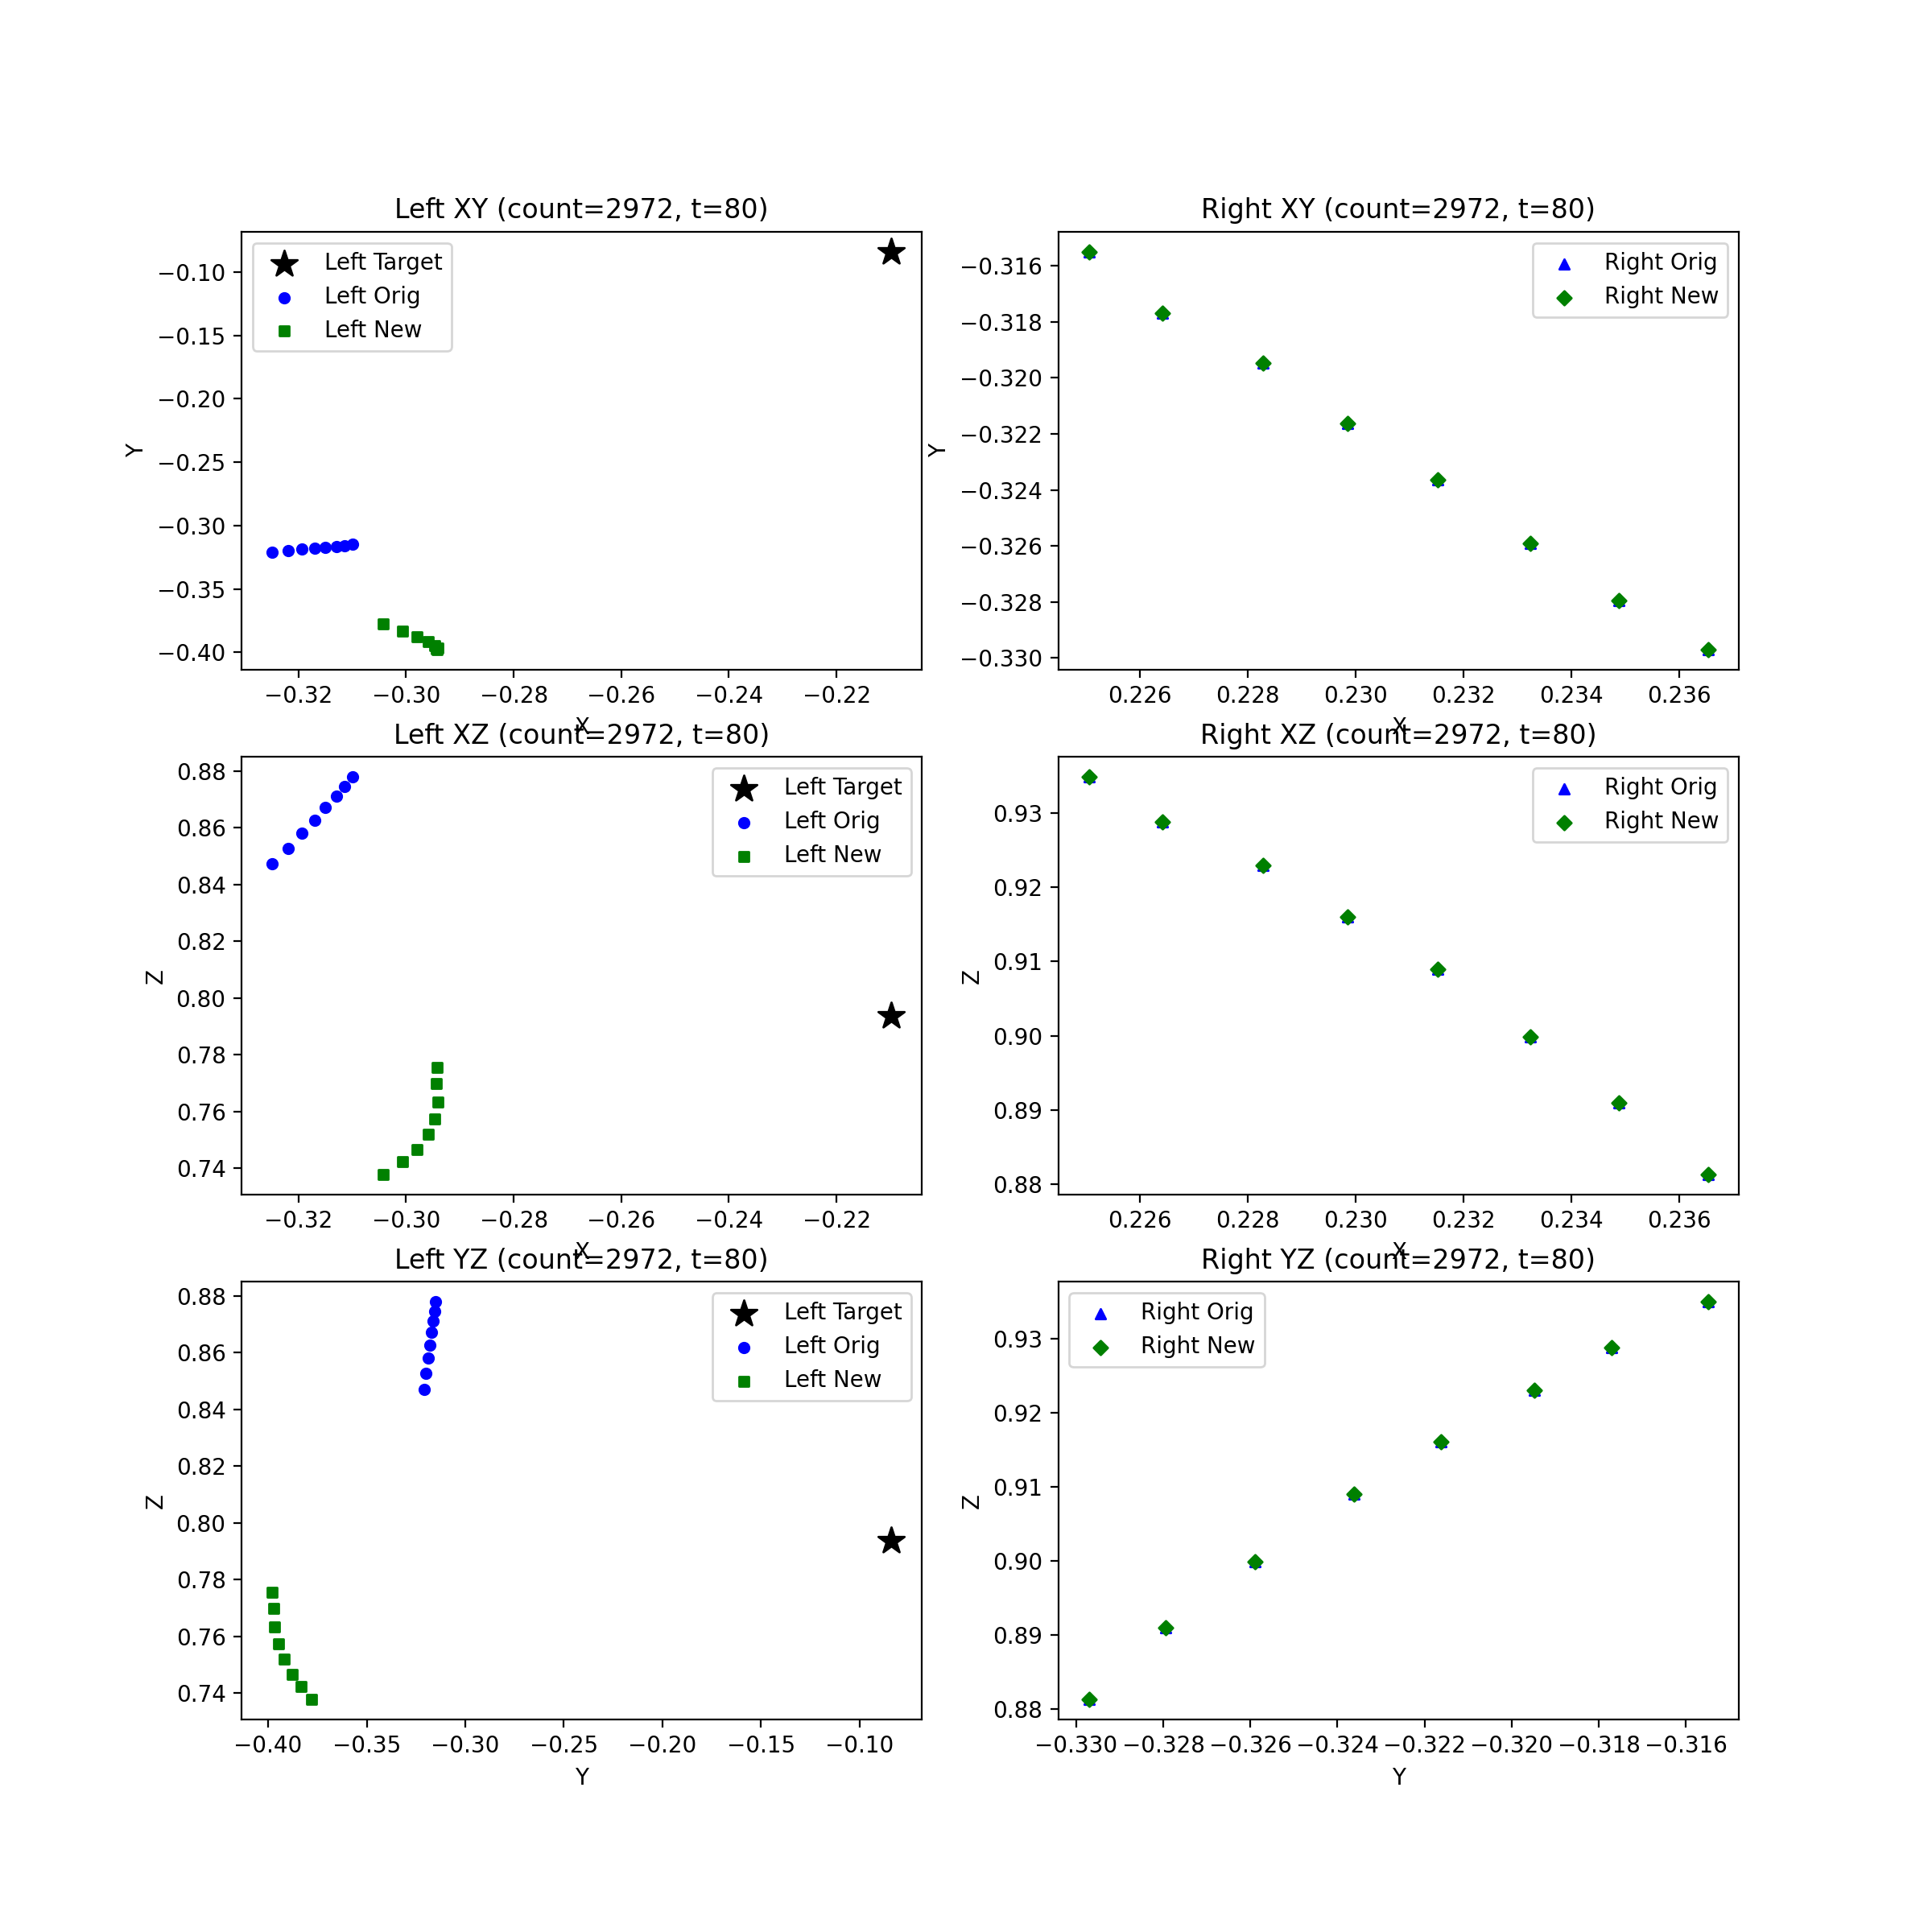 Left XY (count=2972, t=80)
Left Target
Left Orig
Left New
−0.10
−0.15
−0.20
−0.25
−0.30
−0.35
−0.40
Y
−0.32 −0.30 −0.28 −0.26 −0.24 −0.22
X
Right XY (count=2972, t=80)
Right Orig
Right New
−0.316
−0.318
−0.320
−0.322
−0.324
−0.326
−0.328
−0.330
Y
0.226 0.228 0.230 0.232 0.234 0.236
X
Left XZ (count=2972, t=80)
Left Target
Left Orig
Left New
0.88
0.86
0.84
0.82
0.80
0.78
0.76
0.74
Z
−0.32 −0.30 −0.28 −0.26 −0.24 −0.22
X
Right XZ (count=2972, t=80)
Right Orig
Right New
0.93
0.92
0.91
0.90
0.89
0.88
Z
0.226 0.228 0.230 0.232 0.234 0.236
X
Left YZ (count=2972, t=80)
Left Target
Left Orig
Left New
0.88
0.86
0.84
0.82
0.80
0.78
0.76
0.74
Z
−0.40 −0.35 −0.30 −0.25 −0.20 −0.15 −0.10
Y
Right YZ (count=2972, t=80)
Right Orig
Right New
0.93
0.92
0.91
0.90
0.89
0.88
Z
−0.330 −0.328 −0.326 −0.324 −0.322 −0.320 −0.318 −0.316
Y